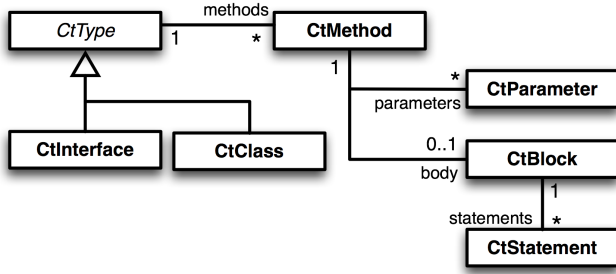 methods
CtType
1
*
CtMethod
1
*
CtParameter
parameters
CtInterface
CtClass
0..1
CtBlock
body
1
statements
*
CtStatement